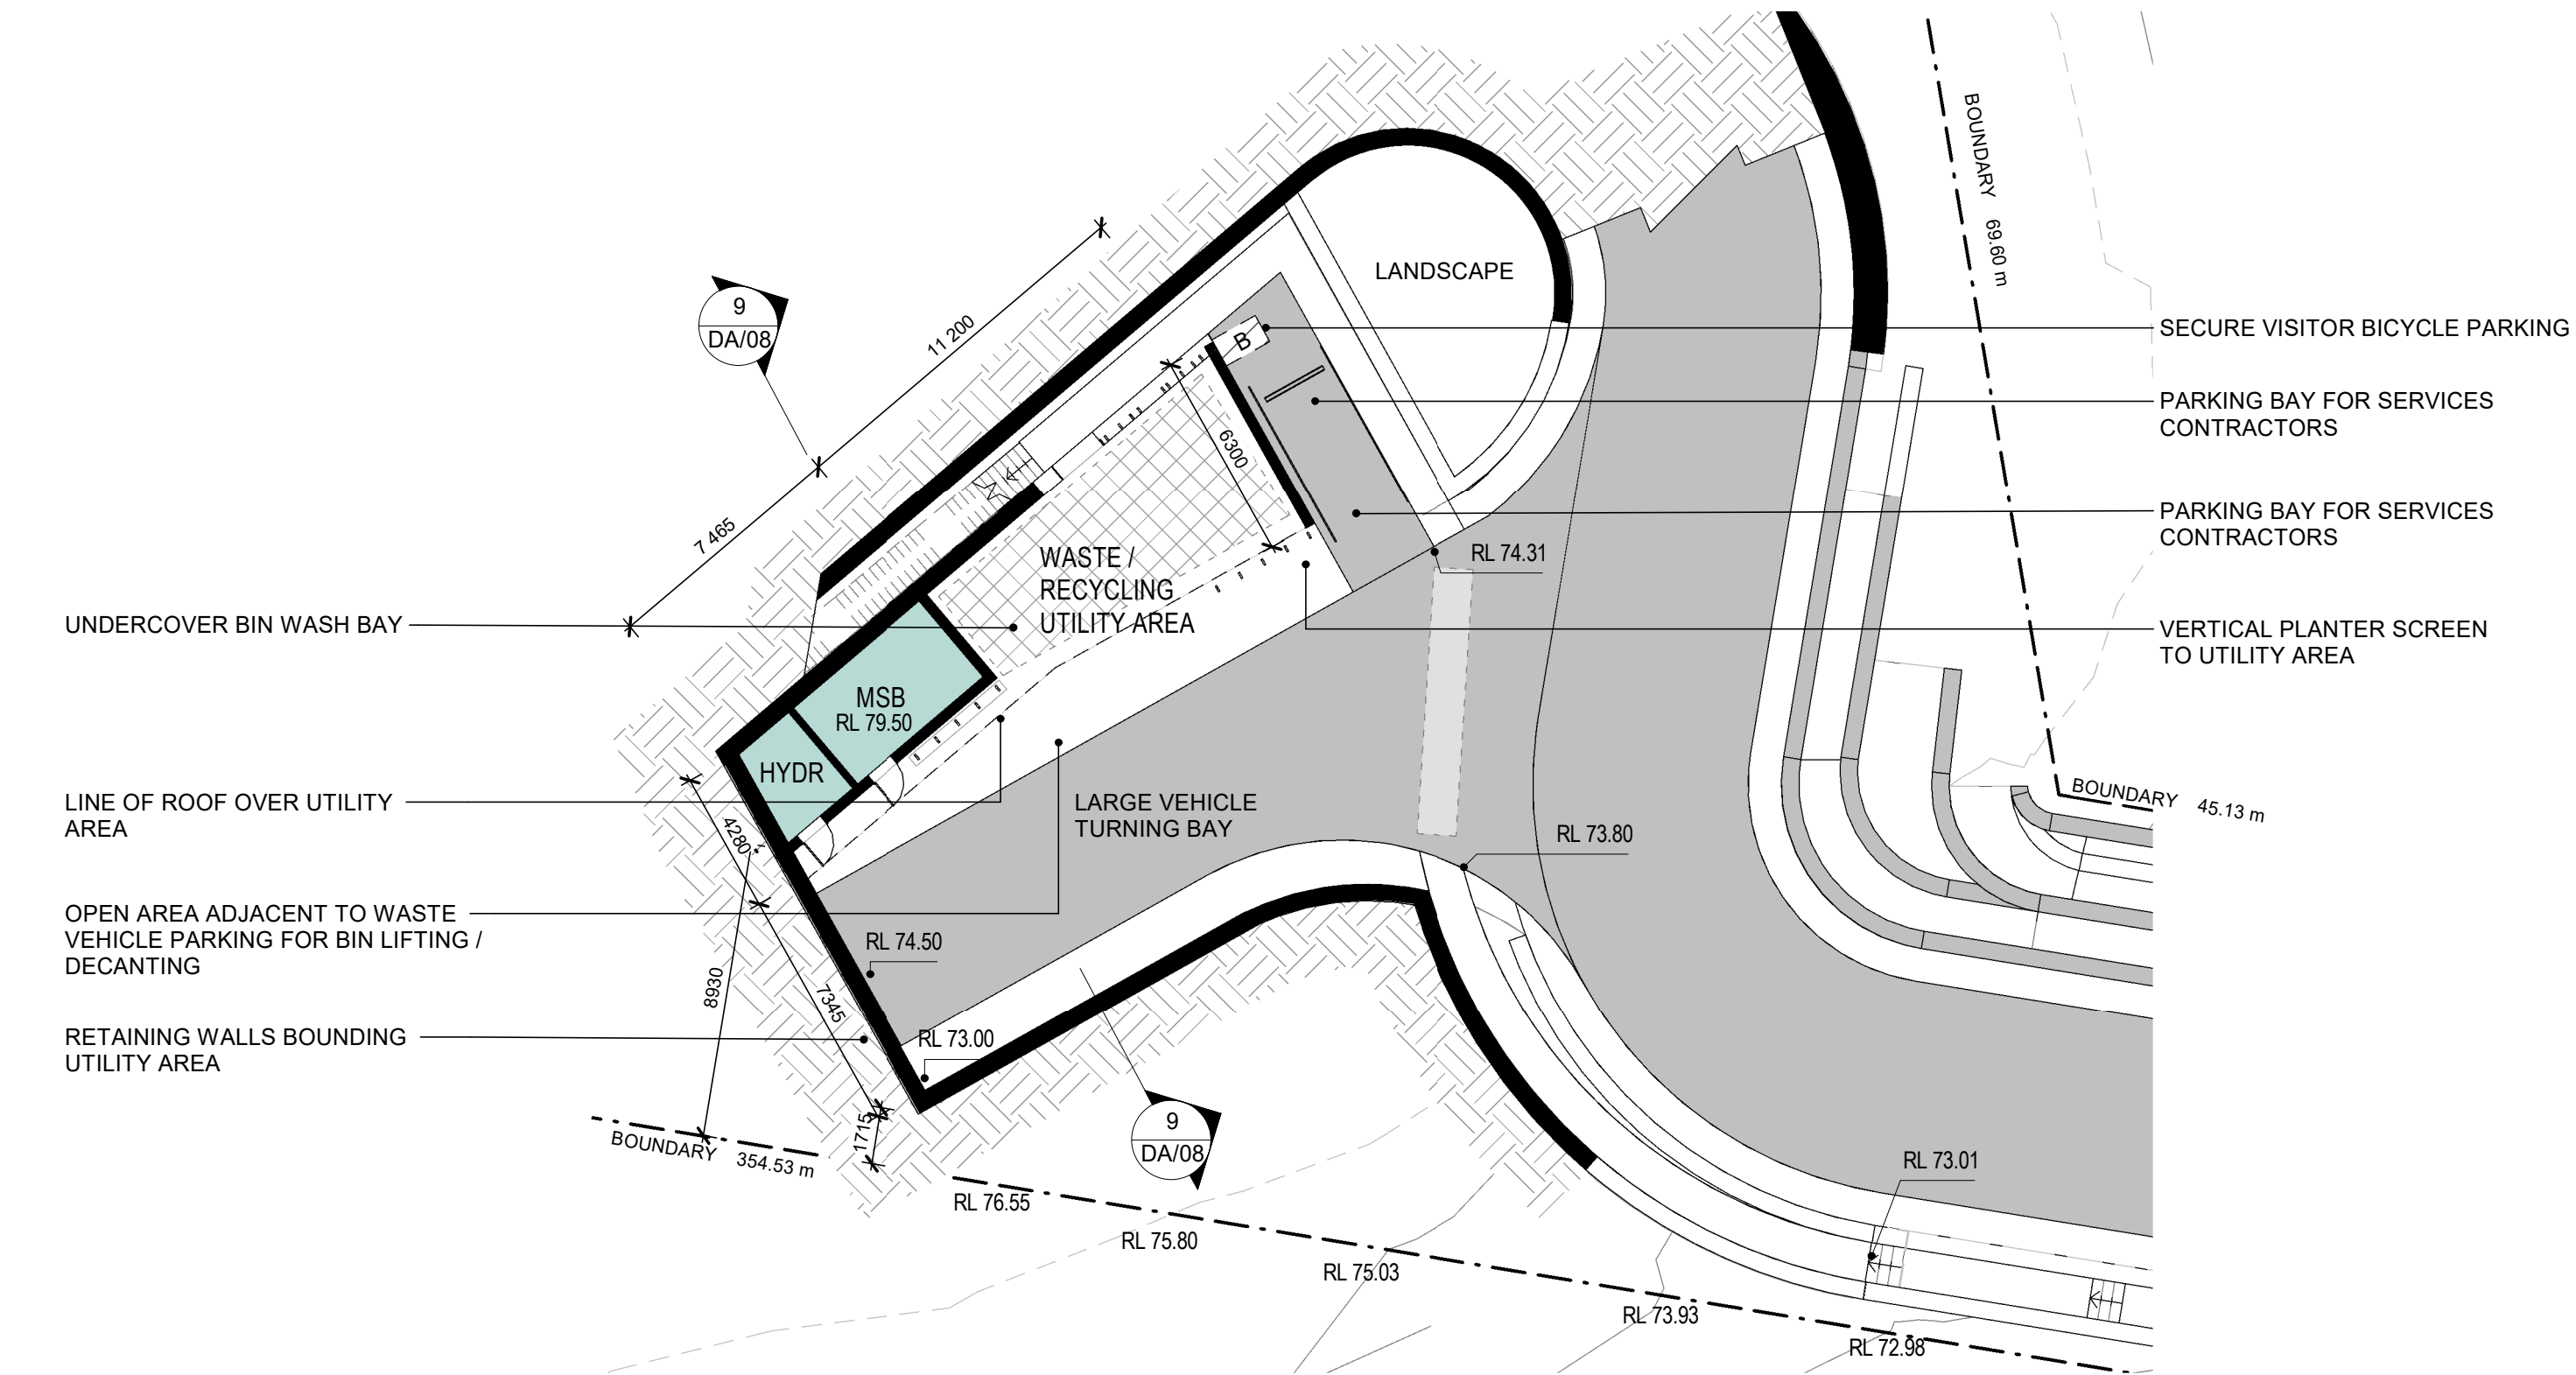 BOUNDARY 69.60 m
LANDSCAPE
9
DA/08
11 200
SECURE VISITOR BICYCLE PARKING
B
PARKING BAY FOR SERVICES
CONTRACTORS
6300
7 465
PARKING BAY FOR SERVICES
CONTRACTORS
WASTE /
RECYCLING
UTILITY AREA
RL 74.31
UNDERCOVER BIN WASH BAY
VERTICAL PLANTER SCREEN
TO UTILITY AREA
MSB
RL 79.50
HYDR
LINE OF ROOF OVER UTILITY
AREA
LARGE VEHICLE
TURNING BAY
BOUNDARY 45.13 m
4280
RL 73.80
OPEN AREA ADJACENT TO WASTE
VEHICLE PARKING FOR BIN LIFTING /
DECANTING
RL 74.50
8930
7345
RETAINING WALLS BOUNDING
UTILITY AREA
RL 73.00
1715
9
DA/08
BOUNDARY 354.53 m
RL 73.01
RL 76.55
RL 75.80
RL 75.03
RL 73.93
RL 72.98